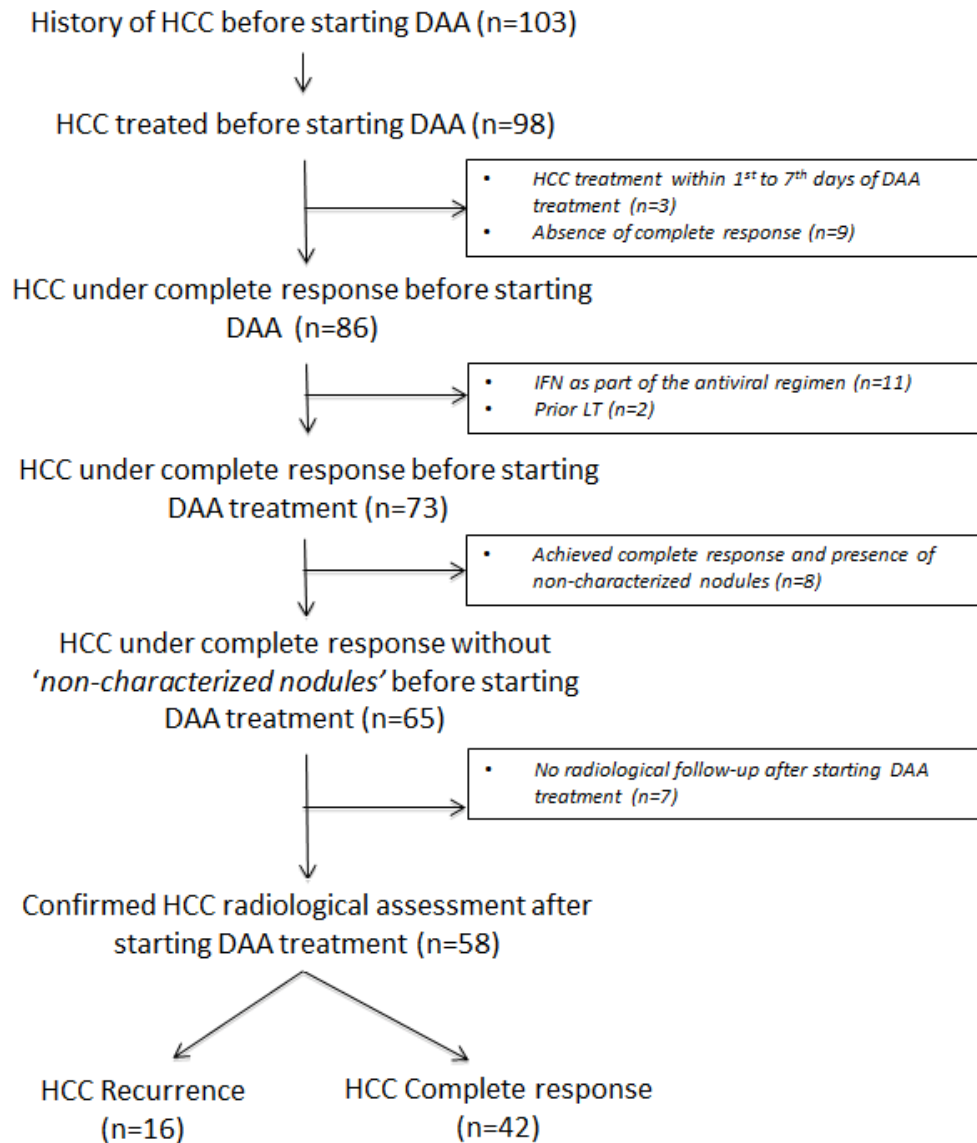 History of HCC before starting DAA (n=103)
HCC treated before starting DAA (n=98)
• HCC treatment within 1st to 7th days of DAA
treatment (n=3)
• Absence of complete response (n=9)
HCC under complete response before starting
DAA (n=86)
• IFN as part of the antiviral regimen (n=11)
• Prior LT (n=2)
HCC under complete response before starting
DAA treatment (n=73)
• Achieved complete response and presence of
non-characterized nodules (n=8)
HCC under complete response without
‘non-characterized nodules’ before starting
DAA treatment (n=65)
• No radiological follow-up after starting DAA
treatment (n=7)
Confirmed HCC radiological assessment after
starting DAA treatment (n=58)
HCC Recurrence
(n=16)
HCC Complete response
(n=42)